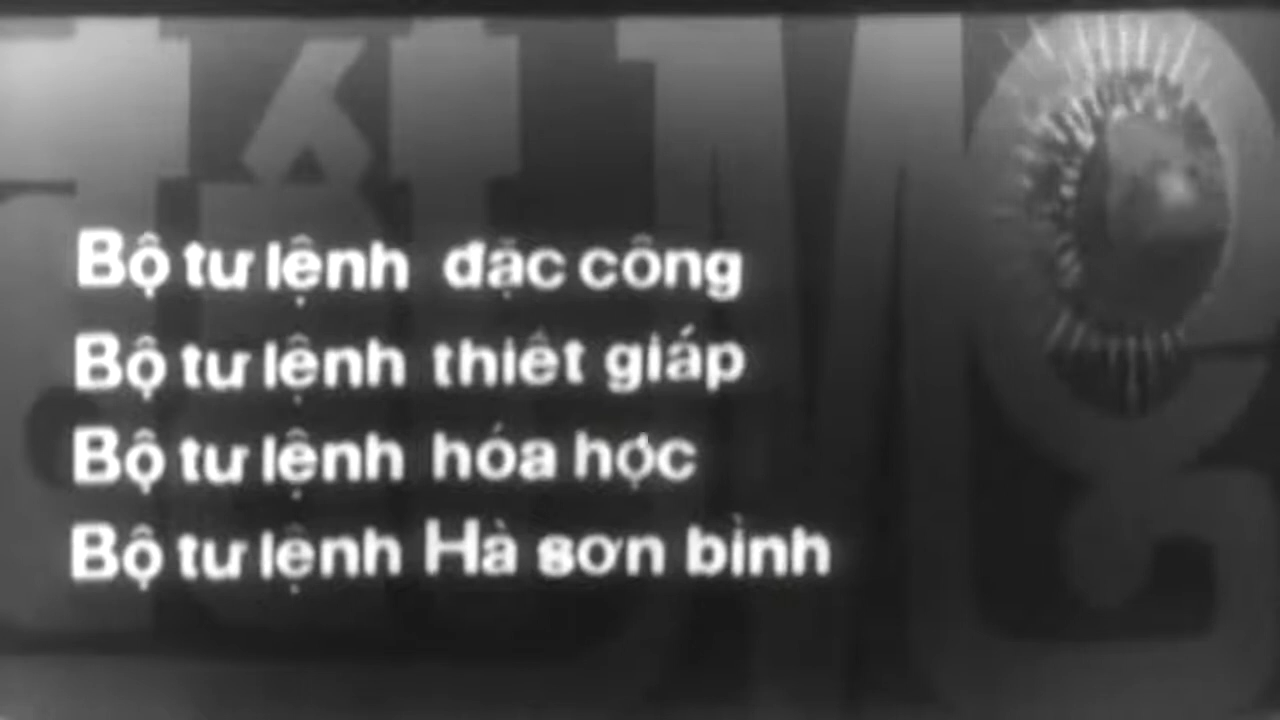 Bộ tư lệnh đặc công
Bộ tư lệnh thiết giáp
Bộ tư lệnh hóa học
Bộ tư lệnh Hà sơn bình